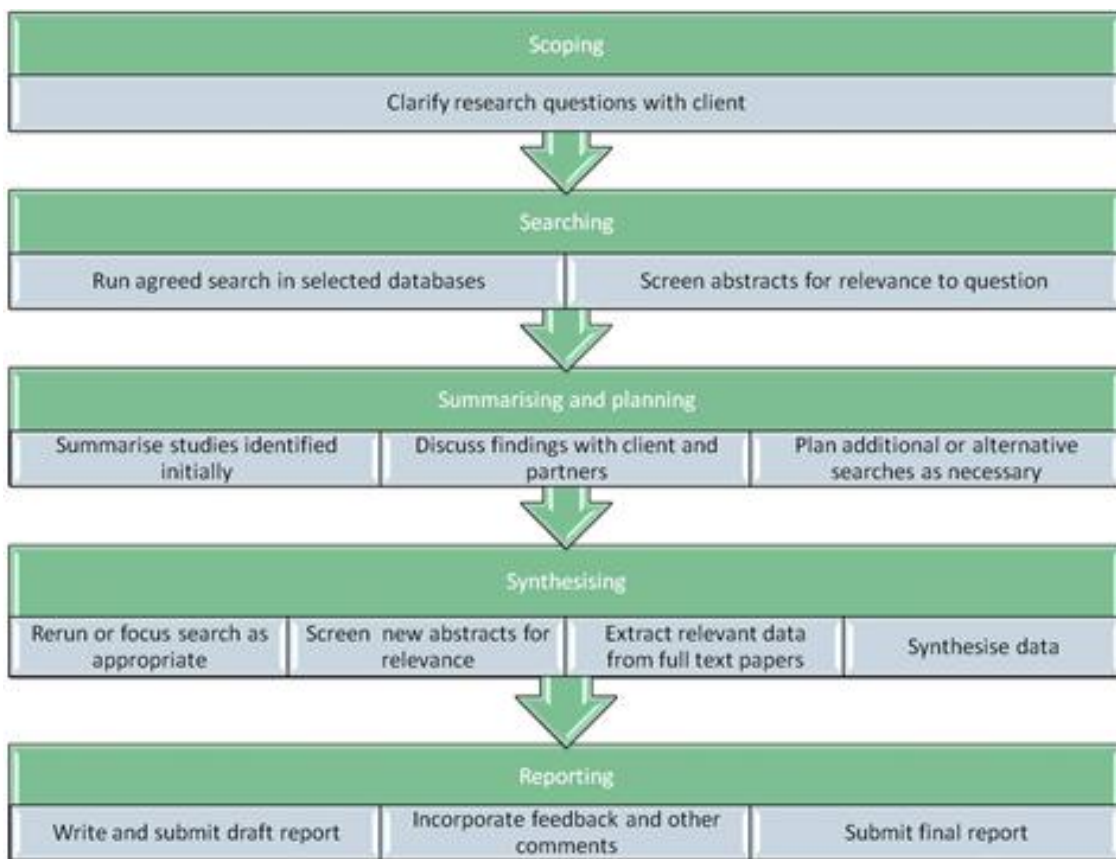 Scoping
Clarify research questions with client
Searching
Run agreed search in selected databases
Screen abstracts for relevance to question
Summarising and planning
Summarise studies identified
initially
Discuss findings with client and
partners
Plan additional or alternative
searches as necessary
Synthesising
Rerun or focus search as
appropriate
Screen new abstracts for
relevance
Extract relevant data
from full text papers
Synthesise data
Reporting
Write and submit draft report
Incorporate feedback and other
comments
Submit final report